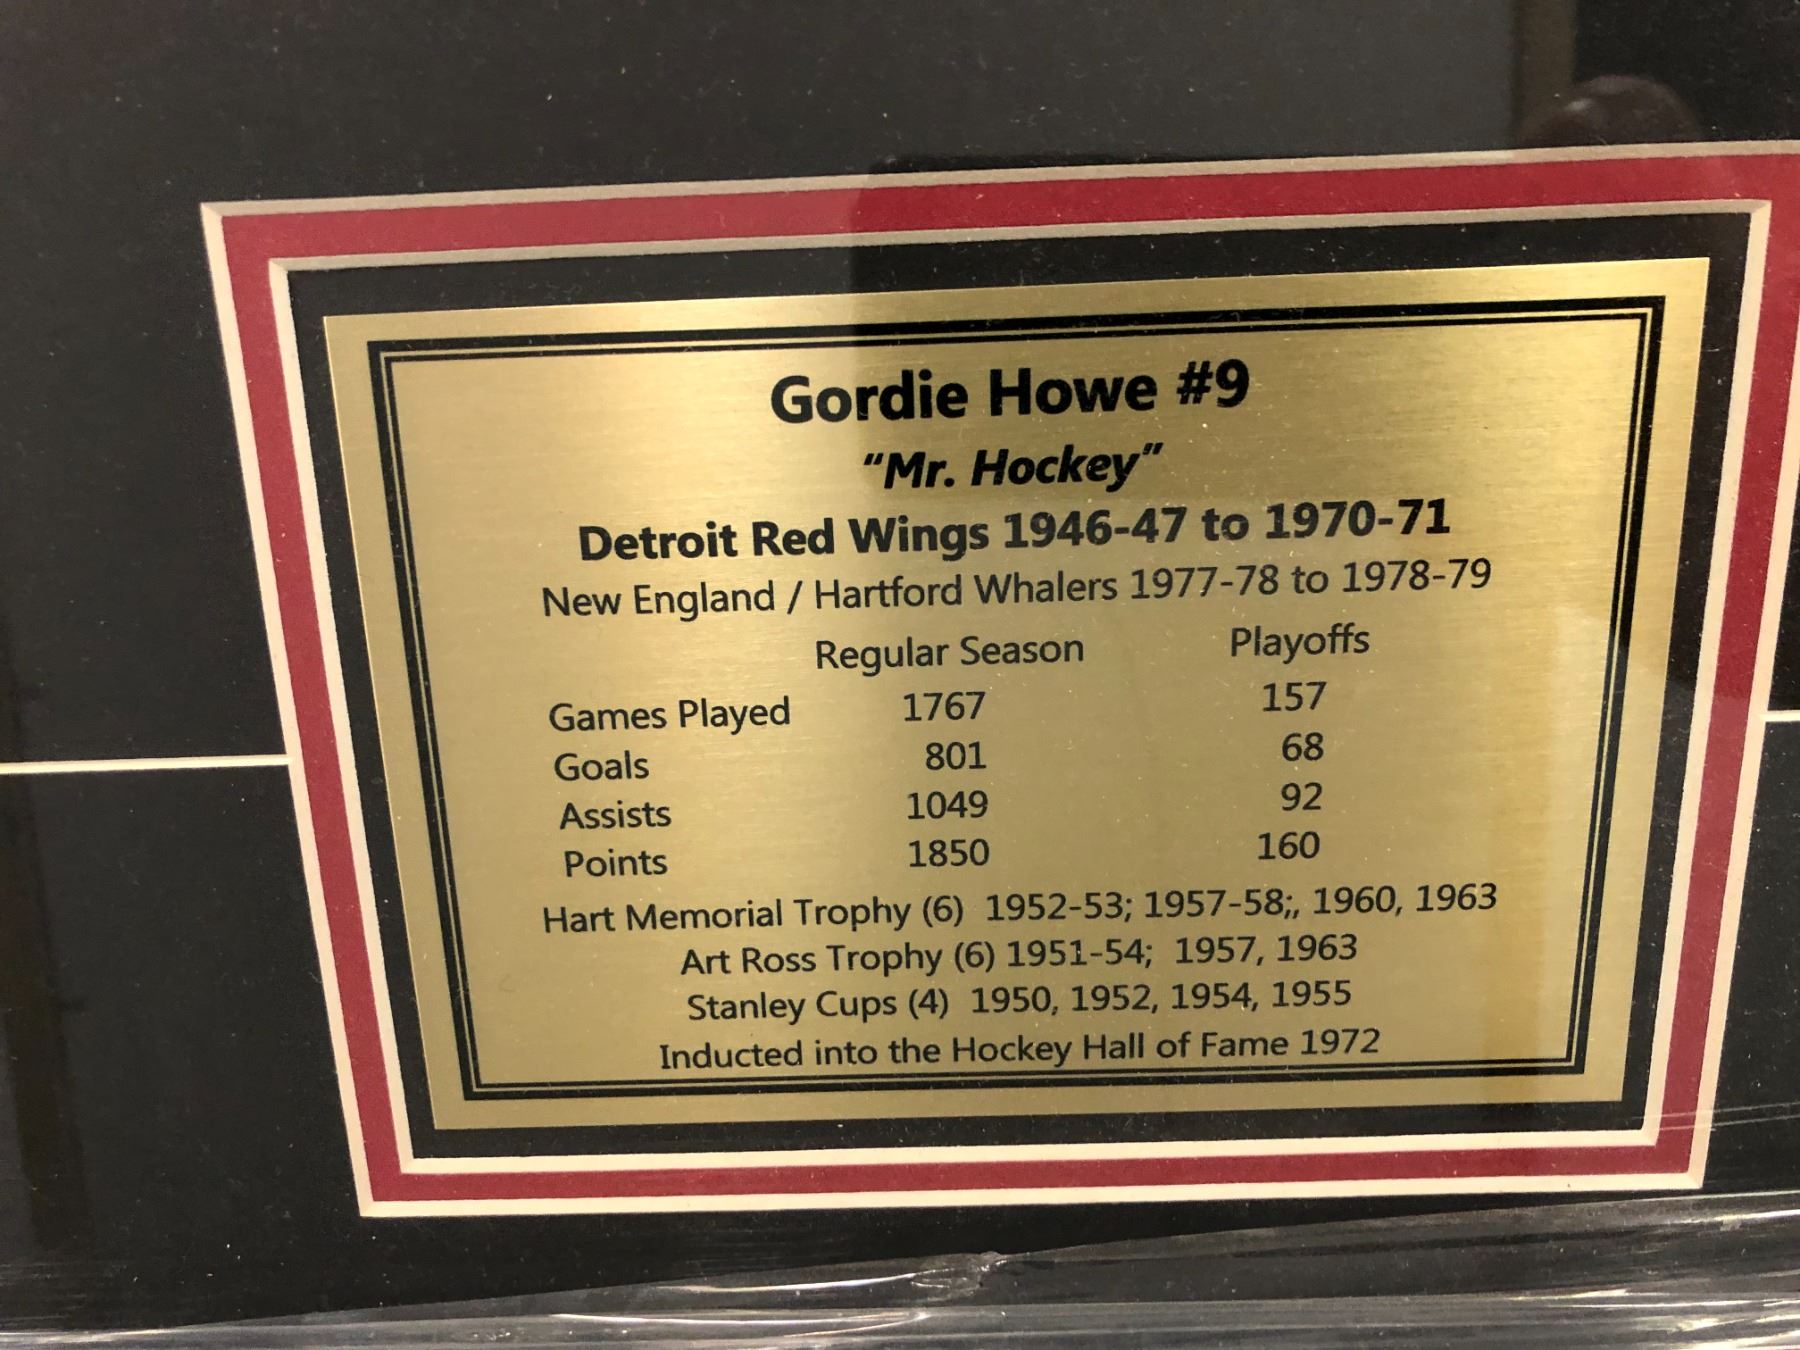 Gordie Howe #9
“Mr. Hockey”
Detroit Red Wings 1946-47 to 1970-71
New England / Hartford Whalers 1977-78 to 1978-79
Regular Season Playoffs
Games Played 1767 157
Goals 801 68
Assists 1049 92
Points 1850 160
Hart Memorial Trophy (6) 1952-53; 1957-58;, 1960, 1963
Art Ross Trophy (6) 1951-54; 1957, 1963
Stanley Cups (4) 1950, 1952, 1954, 1955
Inducted into the Hockey Hall of Fame 1972